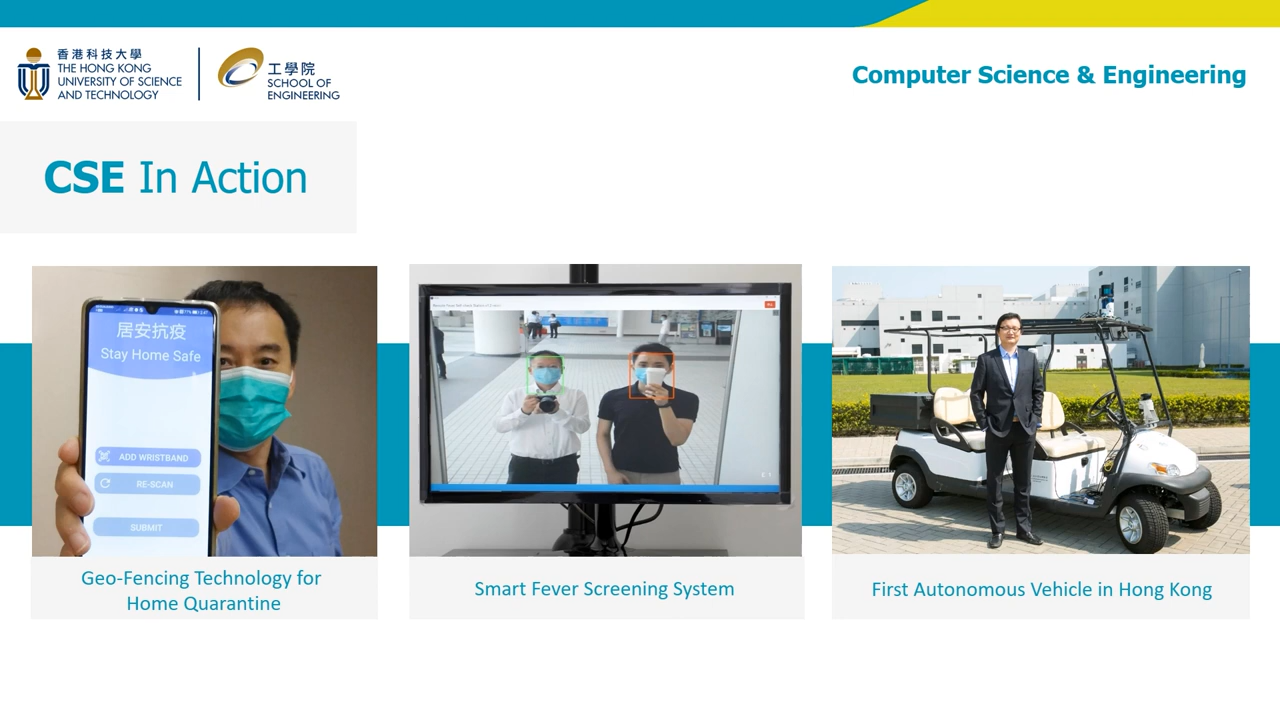 香港科技大學
THE HONG KONG
UNIVERSITY OF SCIENCE
AND TECHNOLOGY
工學院
SCHOOL OF
ENGINEERING
Computer Science & Engineering
CSE In Action
居安抗疫
Stay Home Safe
ADD WRISTBAND
RE-SCAN
SUBMIT
Geo-Fencing Technology for
Home Quarantine
Smart Fever Screening System
First Autonomous Vehicle in Hong Kong